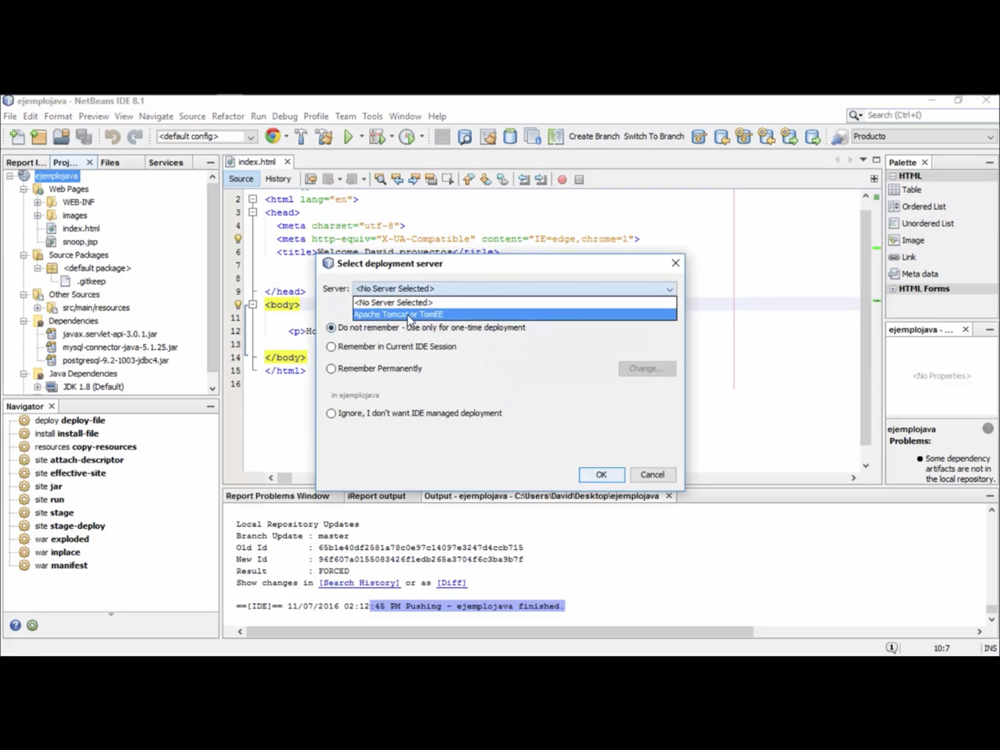 ejemplojava - NetBeans IDE 8.1
File Edit Format Preview View Navigate Source Refactor Run Debug Profile Team Tools Window Help
Search (Ctrl+I)
<default config>
Create Branch Switch To Branch
Producto
Report I... Proj... Files Services
ejemplojava
Web Pages
WEB-INF
images
index.html
snoop.jsp
Source Packages
<default package>
.gitkeep
Other Sources
src/main/resources
Dependencies
javax.servlet-api-3.0.1.jar
mysql-connector-java-5.1.25.jar
postgresql-9.2-1003-jdbc4.jar
Java Dependencies
JDK 1.8 (Default)
Navigator
deploy deploy-file
install install-file
resources copy-resources
site attach-descriptor
site effective-site
site jar
site run
site stage
site stage-deploy
war exploded
war inplace
war manifest
index.html
Source History
2 <html lang="en">
3 <head>
4 <meta charset="utf-8">
<meta http-equiv="X-UA-Compatible" content="IE=edge,chrome=1">
6 <title>Welcome David proyectos</title>
7
8
9 </head>
<body>
11
12 <p>Ho
13
14 </body>
15 </html>
16
Select deployment server
Server: <No Server Selected>
<No Server Selected>
Apache Tomcat or TomEE
Do not remember - Use only for one-time deployment
Remember in Current IDE Session
Remember Permanently
Change...
in ejemplojava
Ignore, I don't want IDE managed deployment
OK Cancel
Palette
HTML
Table
Ordered List
Unordered List
Image
Link
Meta data
HTML Forms
ejemplojava - ...
<No Properties>
ejemplojava
Problems:
Some dependency
artifacts are not in
the local repository.
Report Problems Window iReport output Output - ejemplojava - C:\Users\David\Desktop\ejemplojava
Local Repository Updates
Branch Update : master
Old Id : 65b1e40df2581a78c0e97c14097e3247d4ccb715
New Id : 96f607a0155083426f1edb265a3704f6c3ba9b7f
Result : FORCED
Show changes in [Search History] or as [Diff]
==[IDE]== 11/07/2016 02:12:45 PM Pushing - ejemplojava finished.
1 10:7 INS